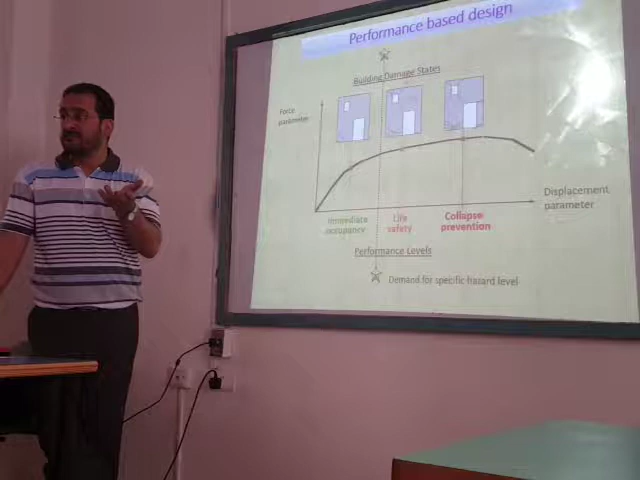 Performance based design
Building Damage States
Force
parameter
Displacement
parameter
Immediate
occupancy
Life
safety
Collapse
prevention
Performance Levels
Demand for specific hazard level